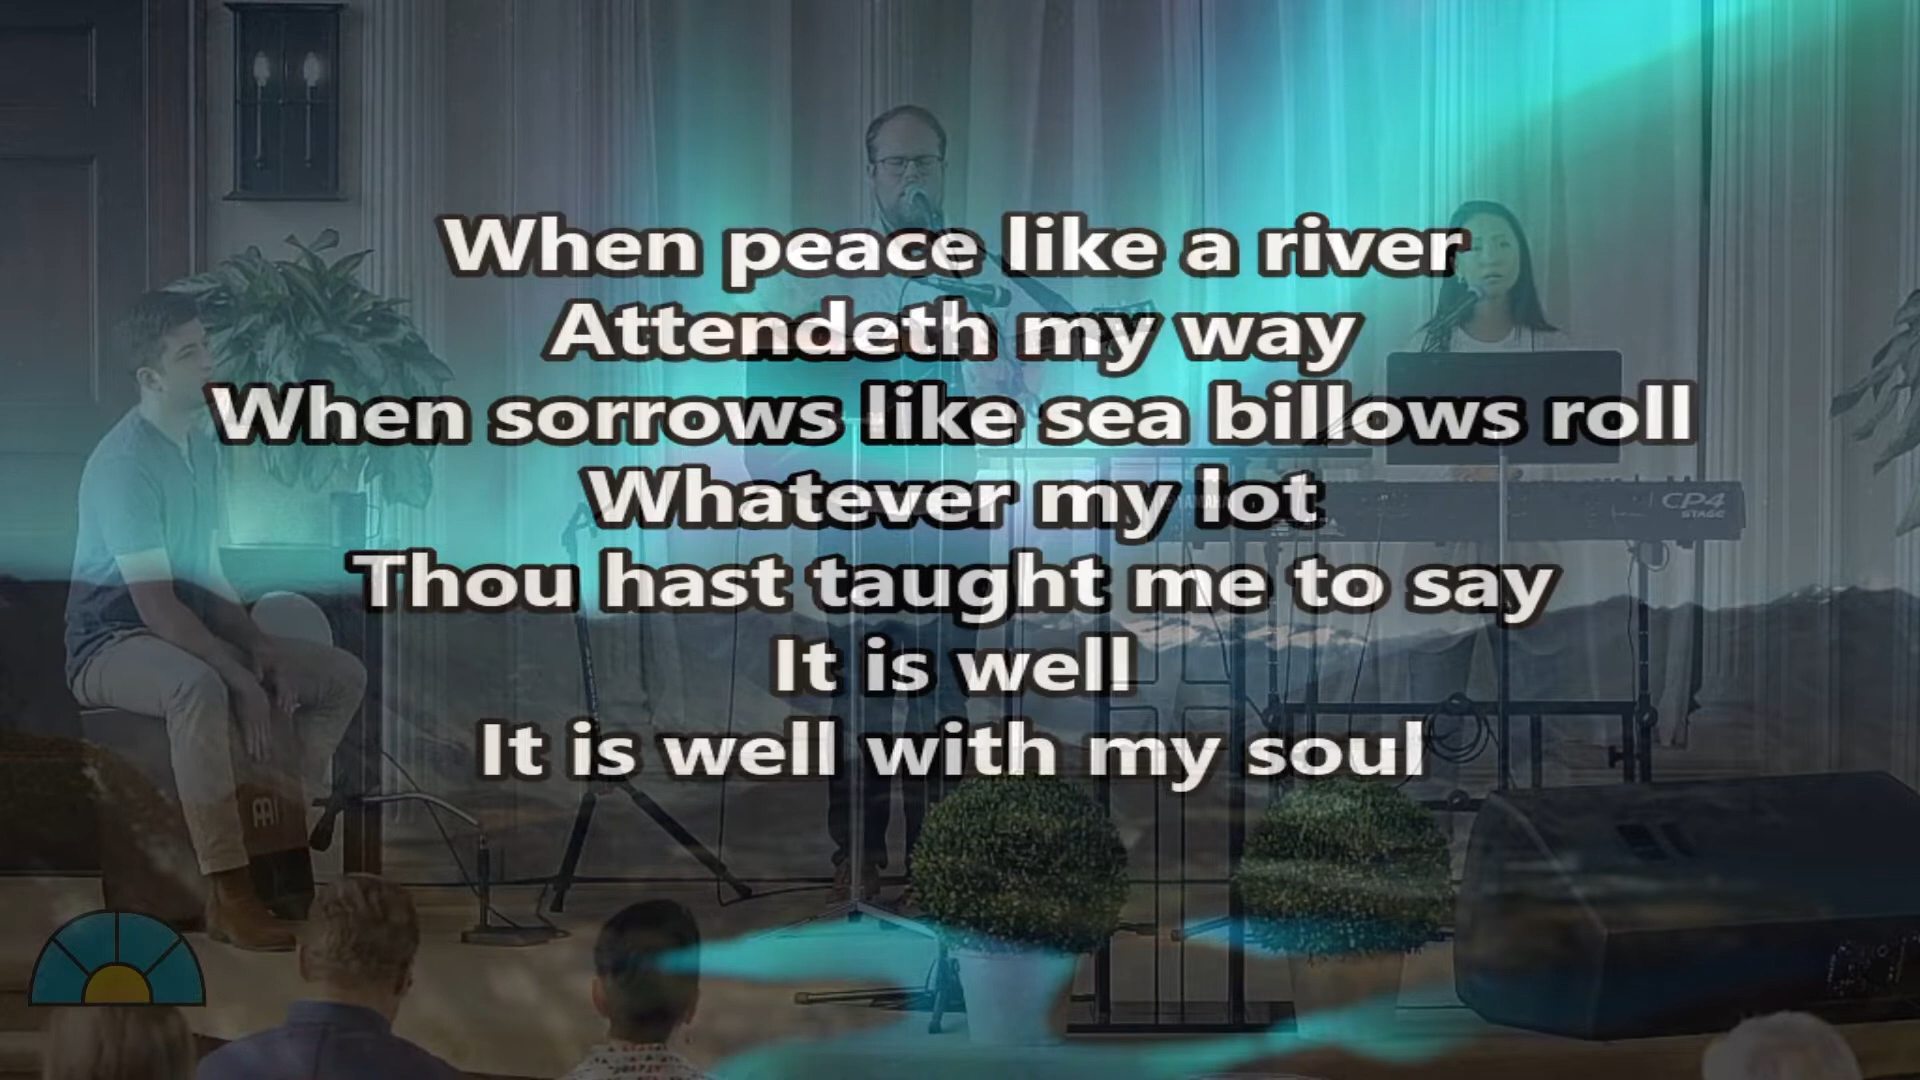 When peace like a river
Attendeth my way
When sorrows like sea billows roll
Whatever my lot
Thou hast taught me to say
It is well
It is well with my soul
YAMAHA
CP4
STAGE